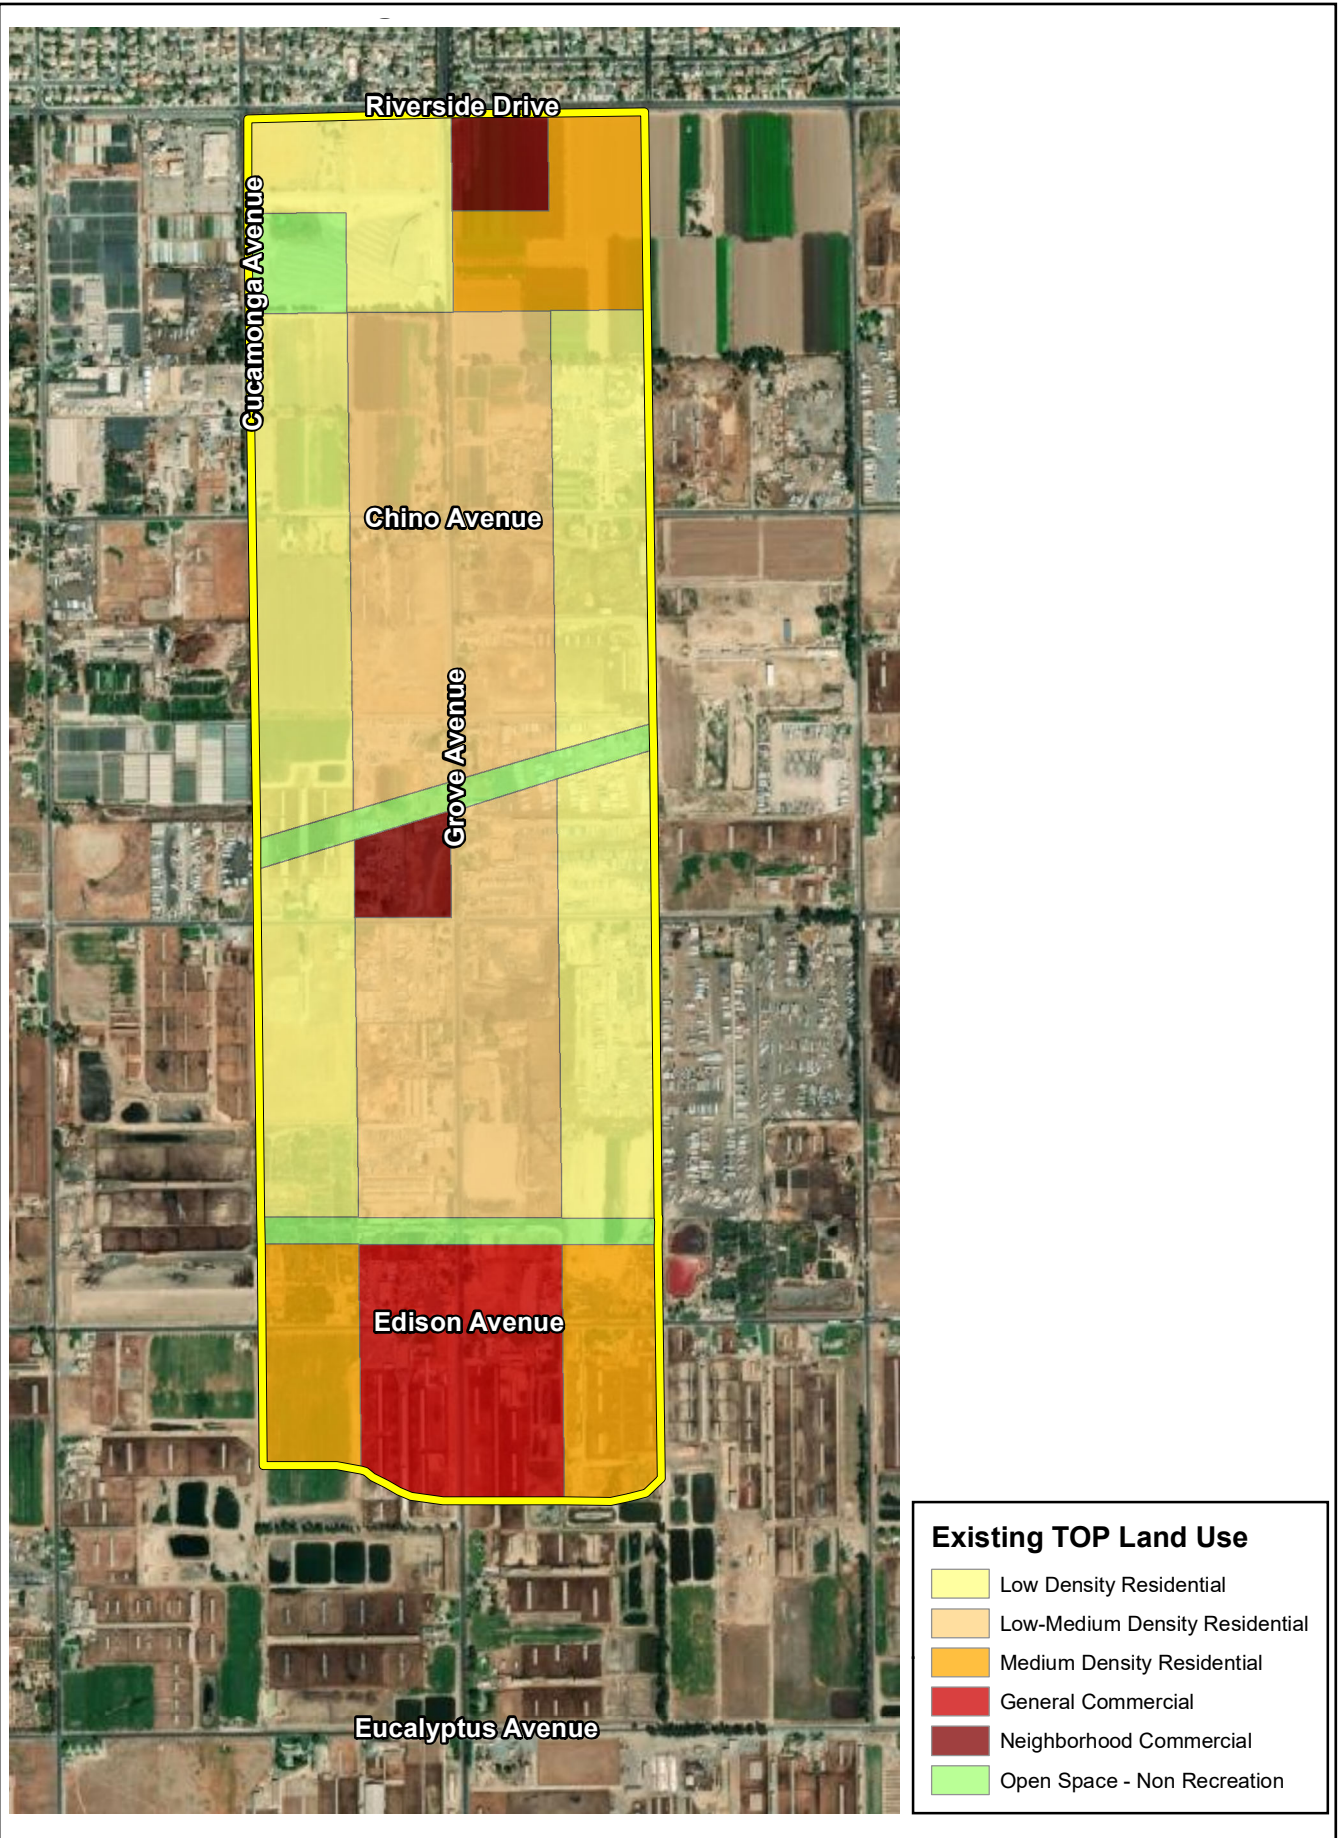 Riverside Drive
Cucamonga Avenue
Chino Avenue
Grove Avenue
Edison Avenue
Eucalyptus Avenue
Existing TOP Land Use
Low Density Residential
Low-Medium Density Residential
Medium Density Residential
General Commercial
Neighborhood Commercial
Open Space - Non Recreation